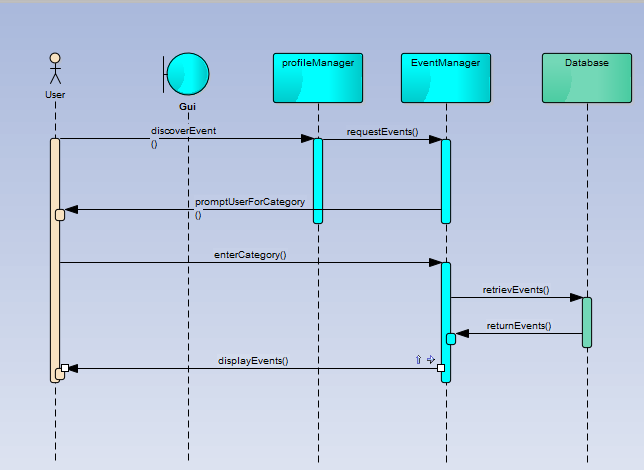 profileManager
EventManager
Database
User
Gui
discoverEvent
()
requestEvents()
promptUserForCategory
()
enterCategory()
retrievEvents()
returnEvents()
displayEvents()